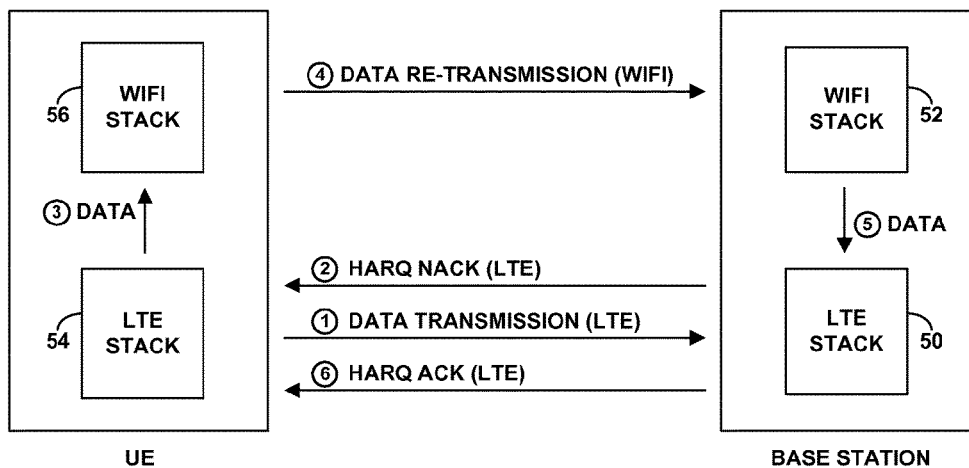 ④ DATA RE-TRANSMISSION (WIFI)
WIFI
STACK
56
WIFI
STACK
52
③ DATA
⑤ DATA
② HARQ NACK (LTE)
① DATA TRANSMISSION (LTE)
⑥ HARQ ACK (LTE)
LTE
STACK
54
LTE
STACK
50
UE
BASE STATION